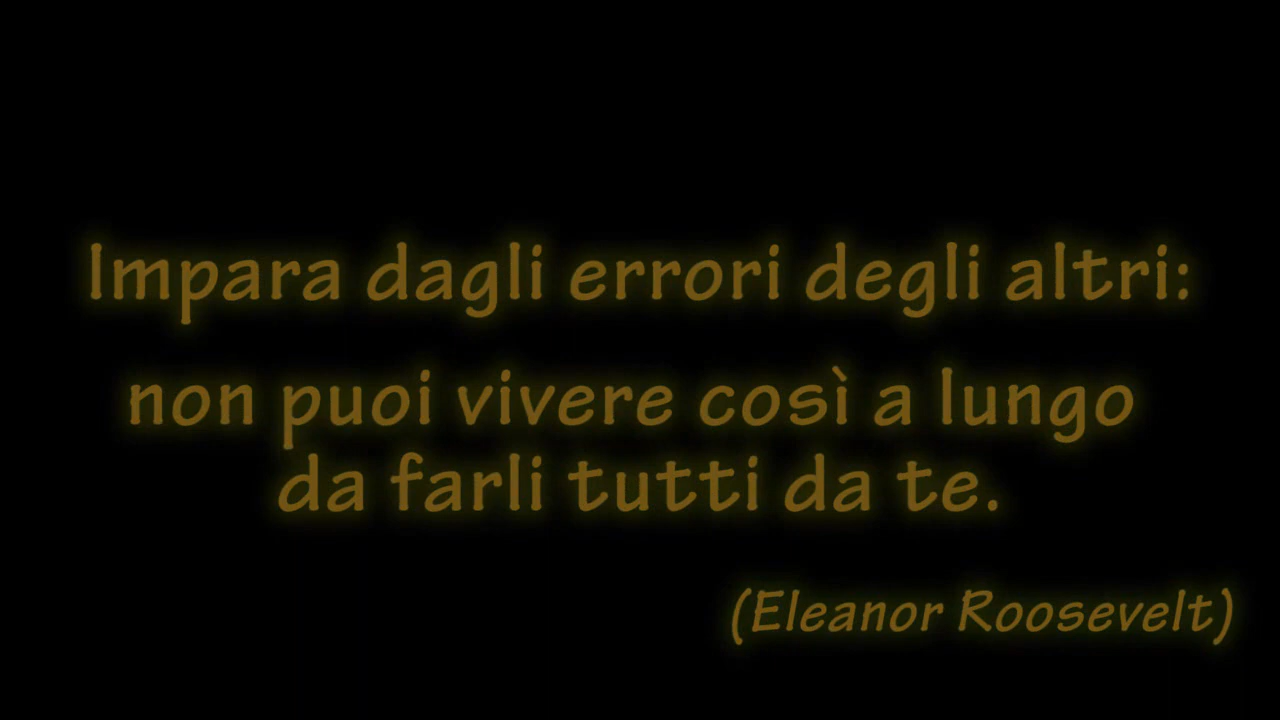 Impara dagli errori degli altri:
non puoi vivere così a lungo
da farli tutti da te.
(Eleanor Roosevelt)